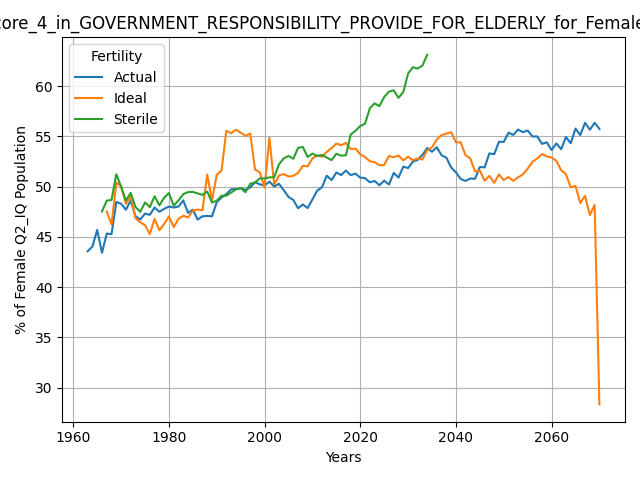 core_4_in_GOVERNMENT_RESPONSIBILITY_PROVIDE_FOR_ELDERLY_for_Female
Fertility
Actual
Ideal
Sterile
% of Female Q2_IQ Population
60
55
50
45
40
35
30
1960
1980
2000
2020
2040
2060
Years